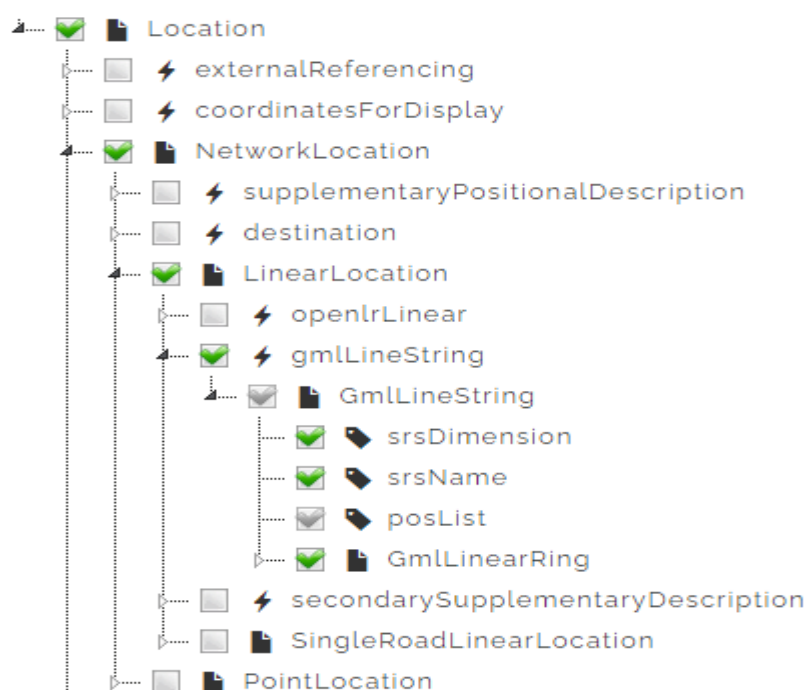 Location
externalReferencing
coordinatesForDisplay
NetworkLocation
supplementaryPositionalDescription
destination
LinearLocation
openlrLinear
gmlLineString
GmlLineString
srsDimension
srsName
posList
GmlLinearRing
secondarySupplementaryDescription
SingleRoadLinearLocation
PointLocation